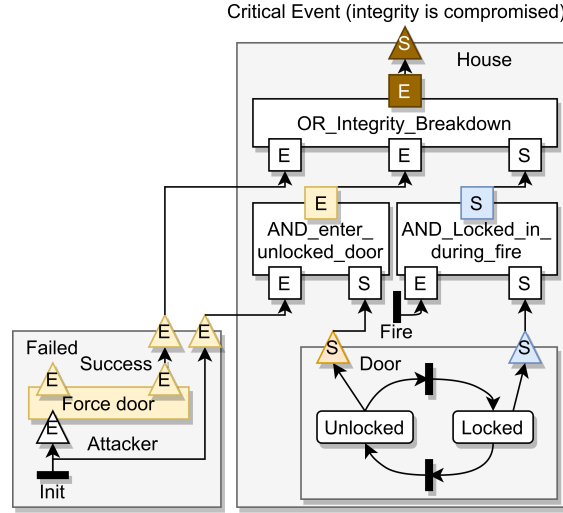 Critical Event (integrity is compromised)
S
House
E
OR_Integrity_Breakdown
E
E
S
E
S
AND_enter_
unlocked_door
AND_Locked_in_
during_fire
E
S
E
S
Fire
E
E
Failed
Success
E
E
Force door
E
Attacker
Init
S
Door
S
Unlocked
Locked